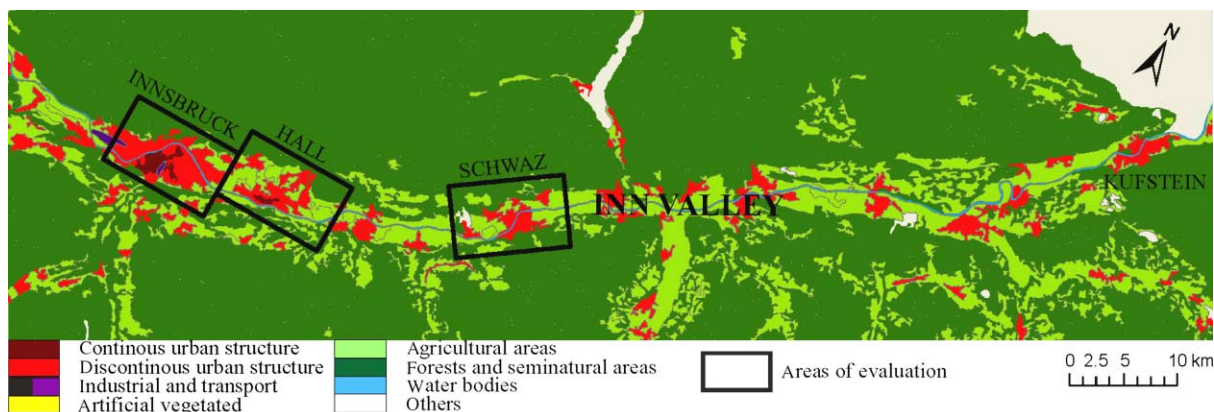 N
INNSBRUCK
HALL
SCHWAZ
INN VALLEY
KUFSTEIN
Continous urban structure
Discontinous urban structure
Industrial and transport
Artificial vegetated
Agricultural areas
Forests and seminatural areas
Water bodies
Others
Areas of evaluation
0 2.5 5 10 km